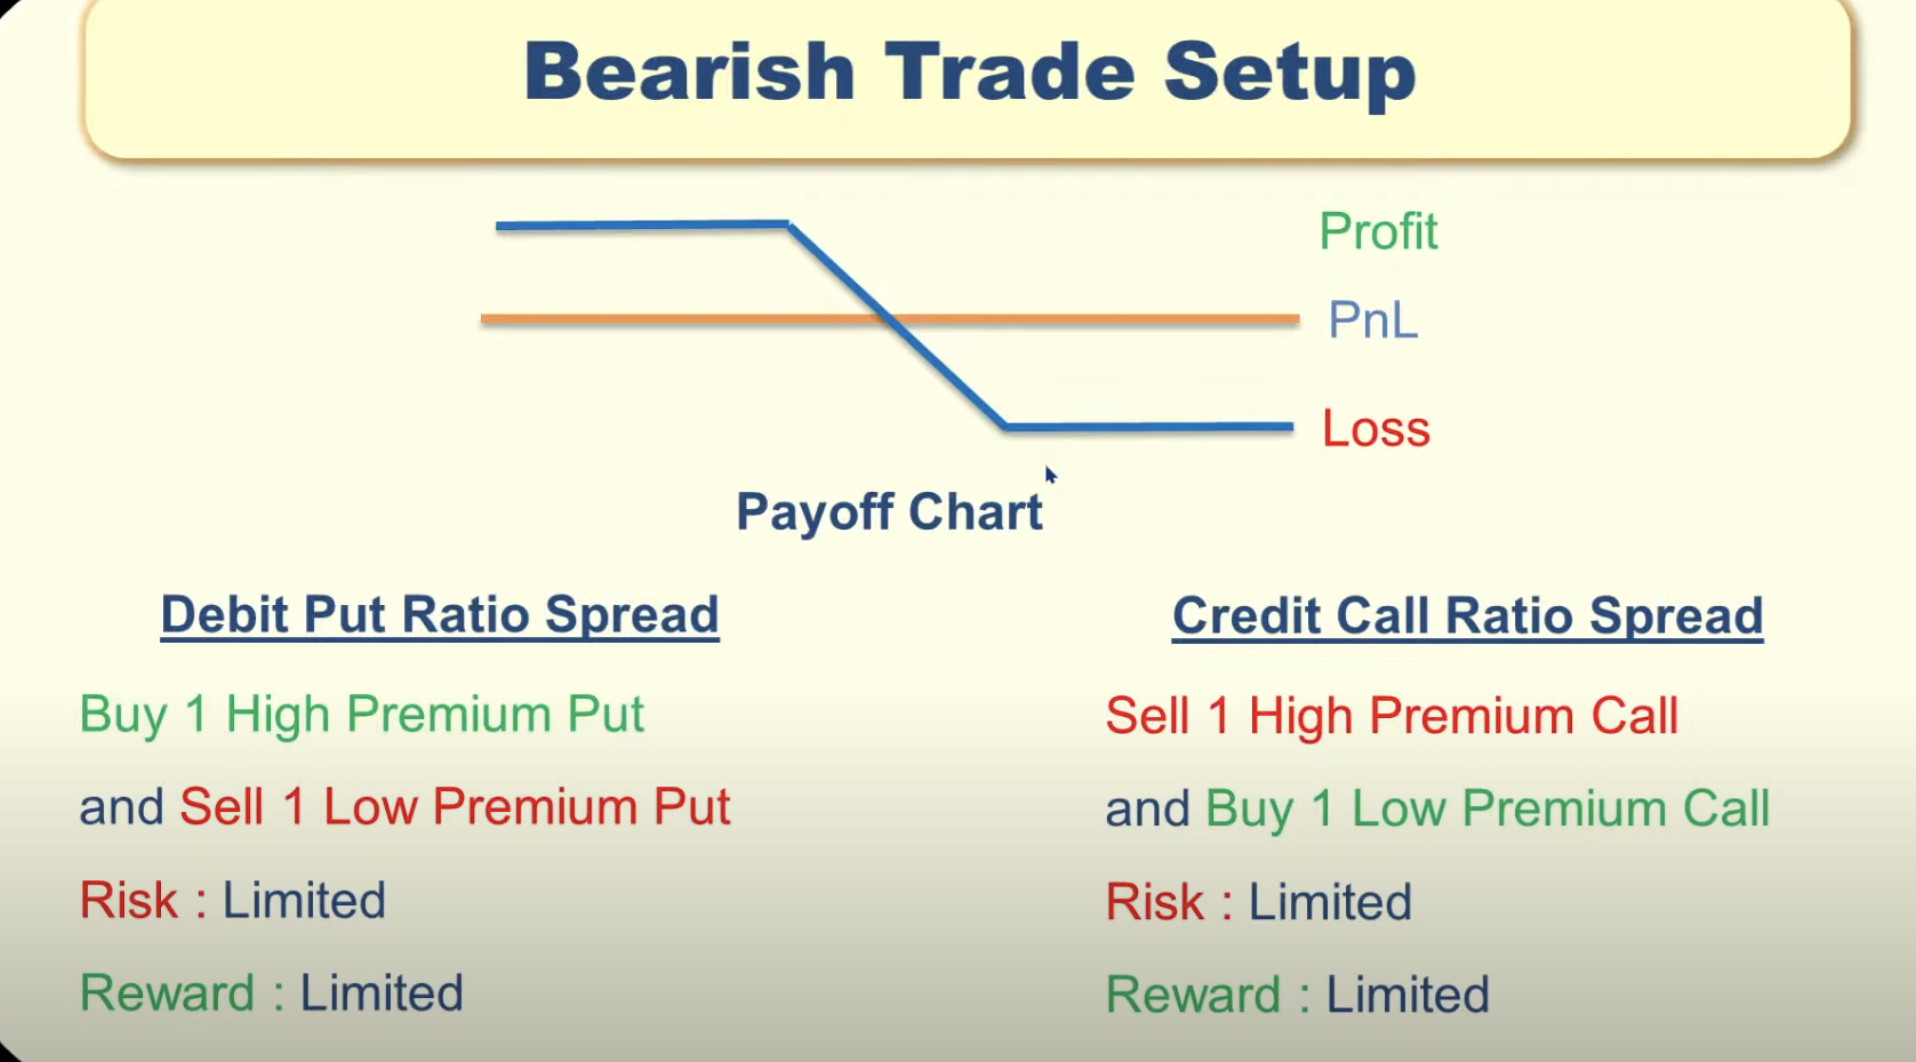 Bearish Trade Setup
Profit
PnL
Loss
Payoff Chart
Debit Put Ratio Spread
Buy 1 High Premium Put
and Sell 1 Low Premium Put
Risk : Limited
Reward : Limited
Credit Call Ratio Spread
Sell 1 High Premium Call
and Buy 1 Low Premium Call
Risk : Limited
Reward : Limited